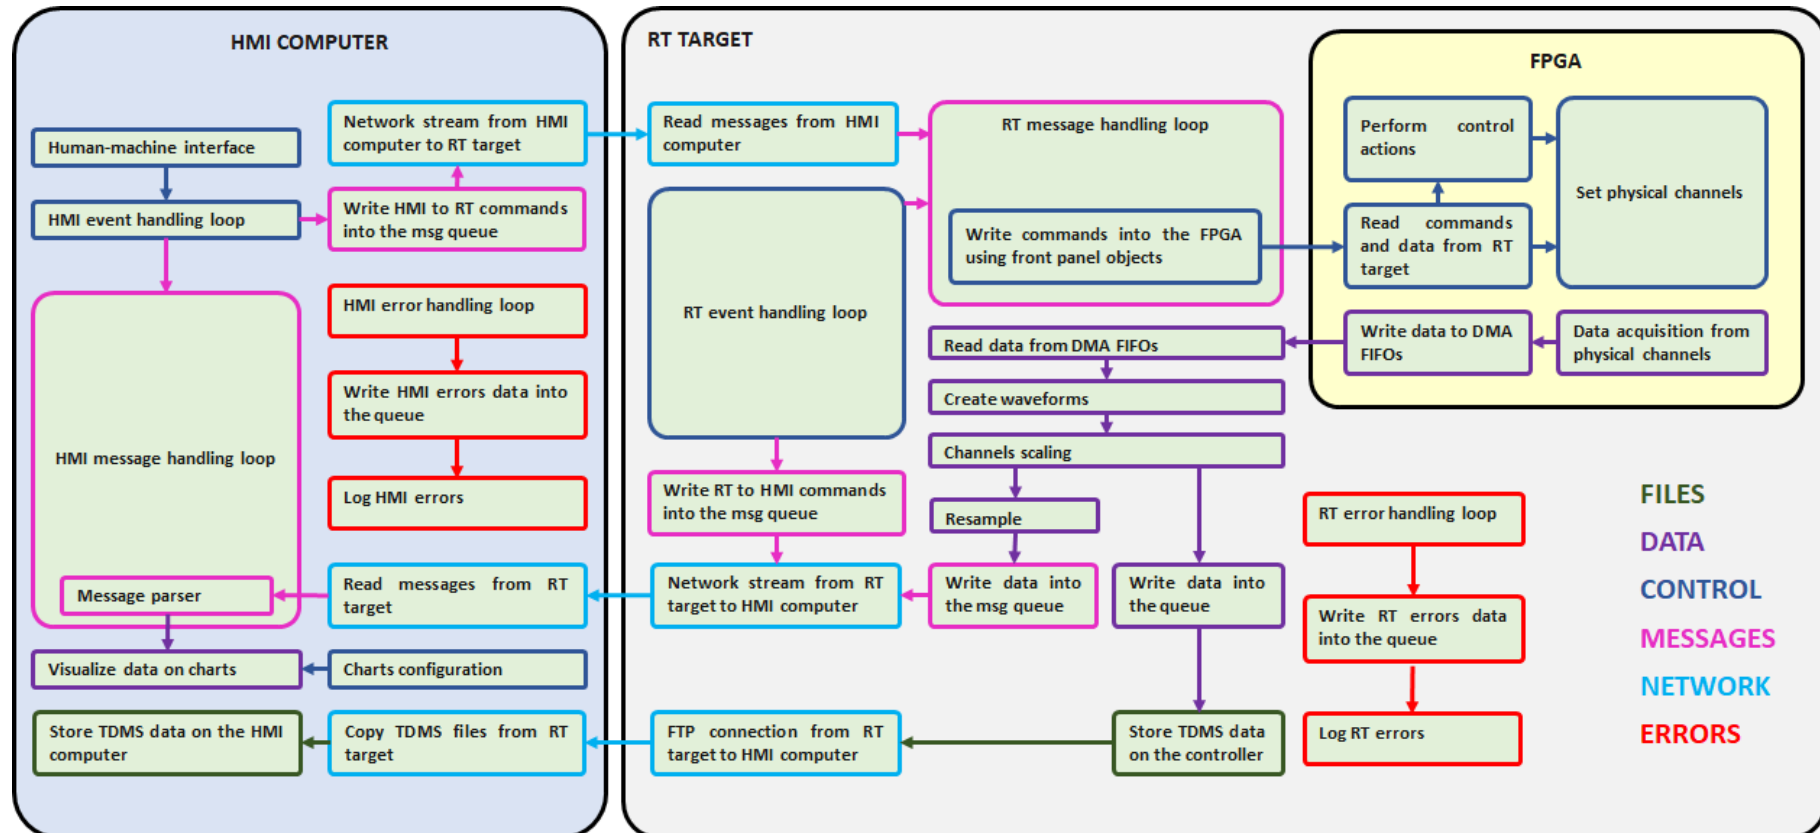 HMI COMPUTER
Human-machine interface
HMI event handling loop
Network stream from HMI
computer to RT target
Write HMI to RT commands
into the msg queue
HMI error handling loop
Write HMI errors data into
the queue
Log HMI errors
HMI message handling loop
Message parser
Read messages from RT
target
Visualize data on charts
Charts configuration
Store TDMS data on the HMI
computer
Copy TDMS files from RT
target
RT TARGET
Read messages from HMI
computer
RT message handling loop
Write commands into the FPGA
using front panel objects
RT event handling loop
Read data from DMA FIFOs
Create waveforms
Channels scaling
Write RT to HMI commands
into the msg queue
Resample
Network stream from RT
target to HMI computer
Write data into
the msg queue
Write data into
the queue
FTP connection from RT
target to HMI computer
Store TDMS data
on the controller
FPGA
Perform control
actions
Set physical channels
Read commands
and data from RT
target
Write data to DMA
FIFOs
Data acquisition from
physical channels
RT error handling loop
Write RT errors data
into the queue
Log RT errors
FILES
DATA
CONTROL
MESSAGES
NETWORK
ERRORS